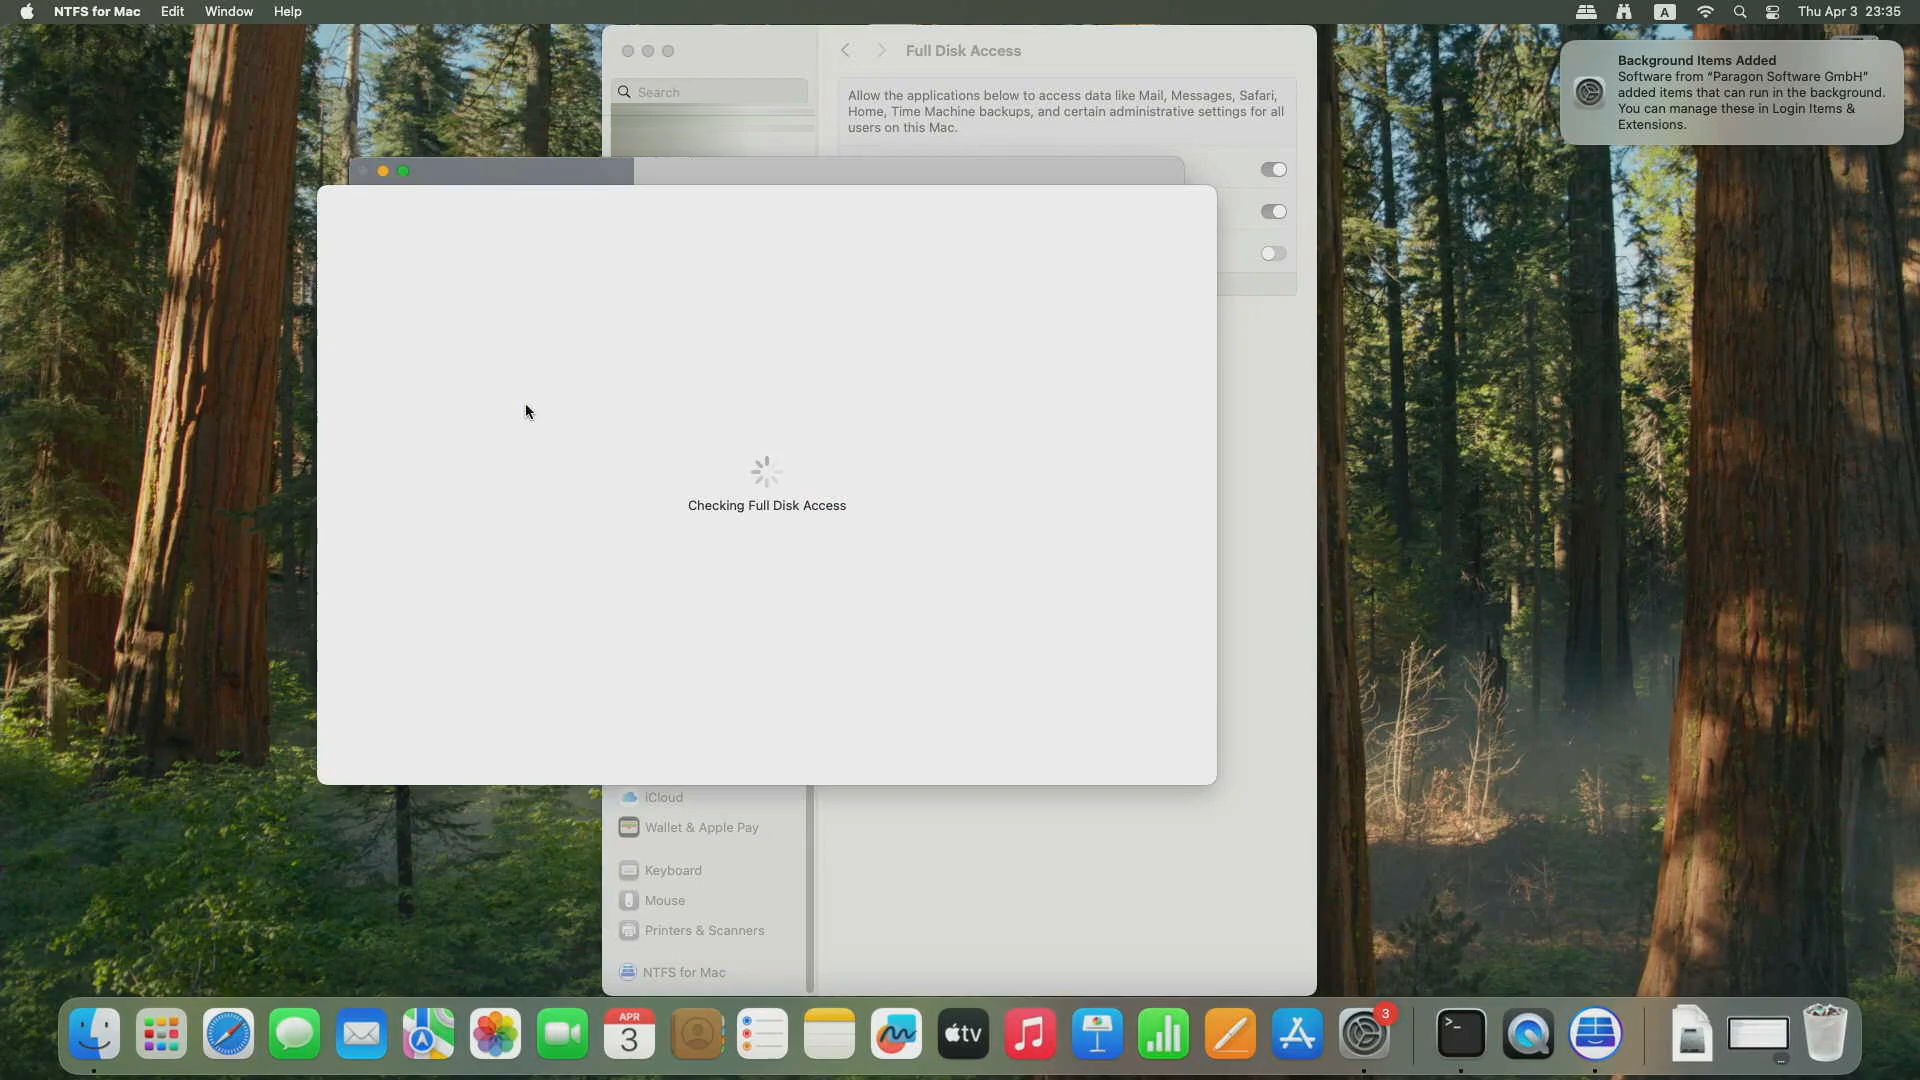 NTFS for Mac Edit Window Help
A
Thu Apr 3 23:35
Full Disk Access
Search
Allow the applications below to access data like Mail, Messages, Safari,
Home, Time Machine backups, and certain administrative settings for all
users on this Mac.
Background Items Added
Software from “Paragon Software GmbH”
added items that can run in the background.
You can manage these in Login Items &
Extensions.
Checking Full Disk Access
iCloud
Wallet & Apple Pay
Keyboard
Mouse
Printers & Scanners
NTFS for Mac
APR
3
tv
3
>_